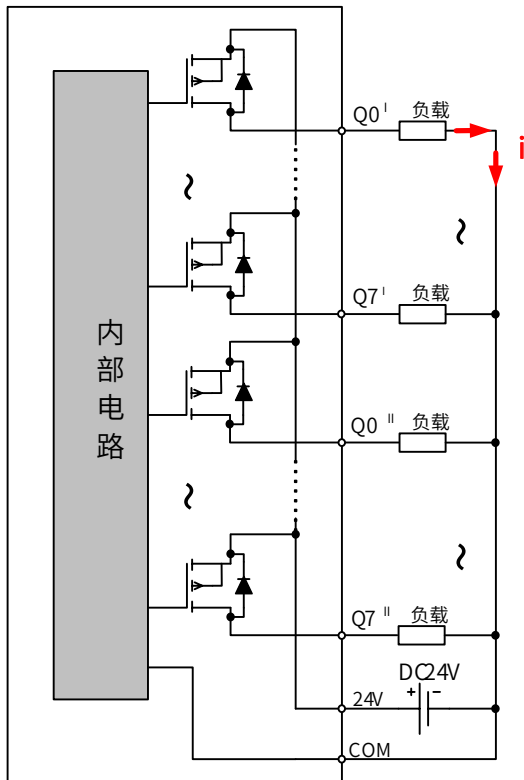 Q0 I 负载
i
Q7 I 负载
内部电路
Q0 II 负载
Q7 II 负载
DC24V
+ -
24V
COM